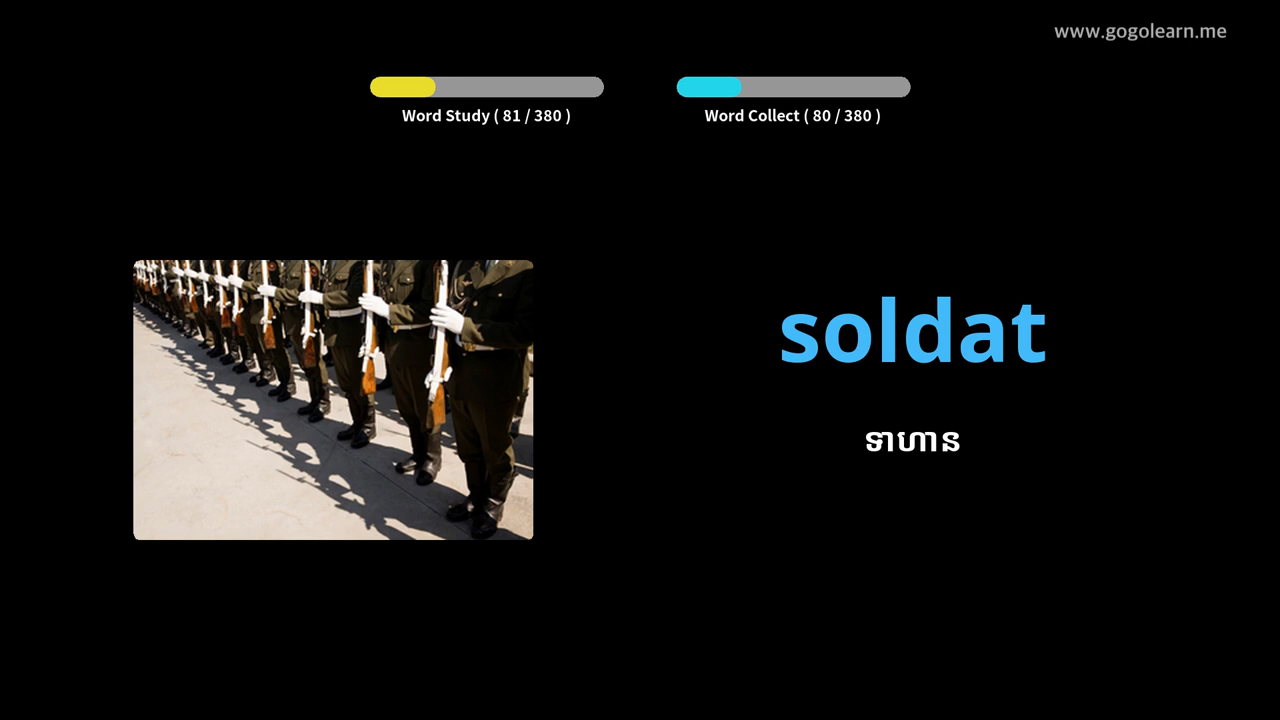 www.gogolearn.me
Word Study ( 81 / 380 )
Word Collect ( 80 / 380 )
soldat
ទាហាន